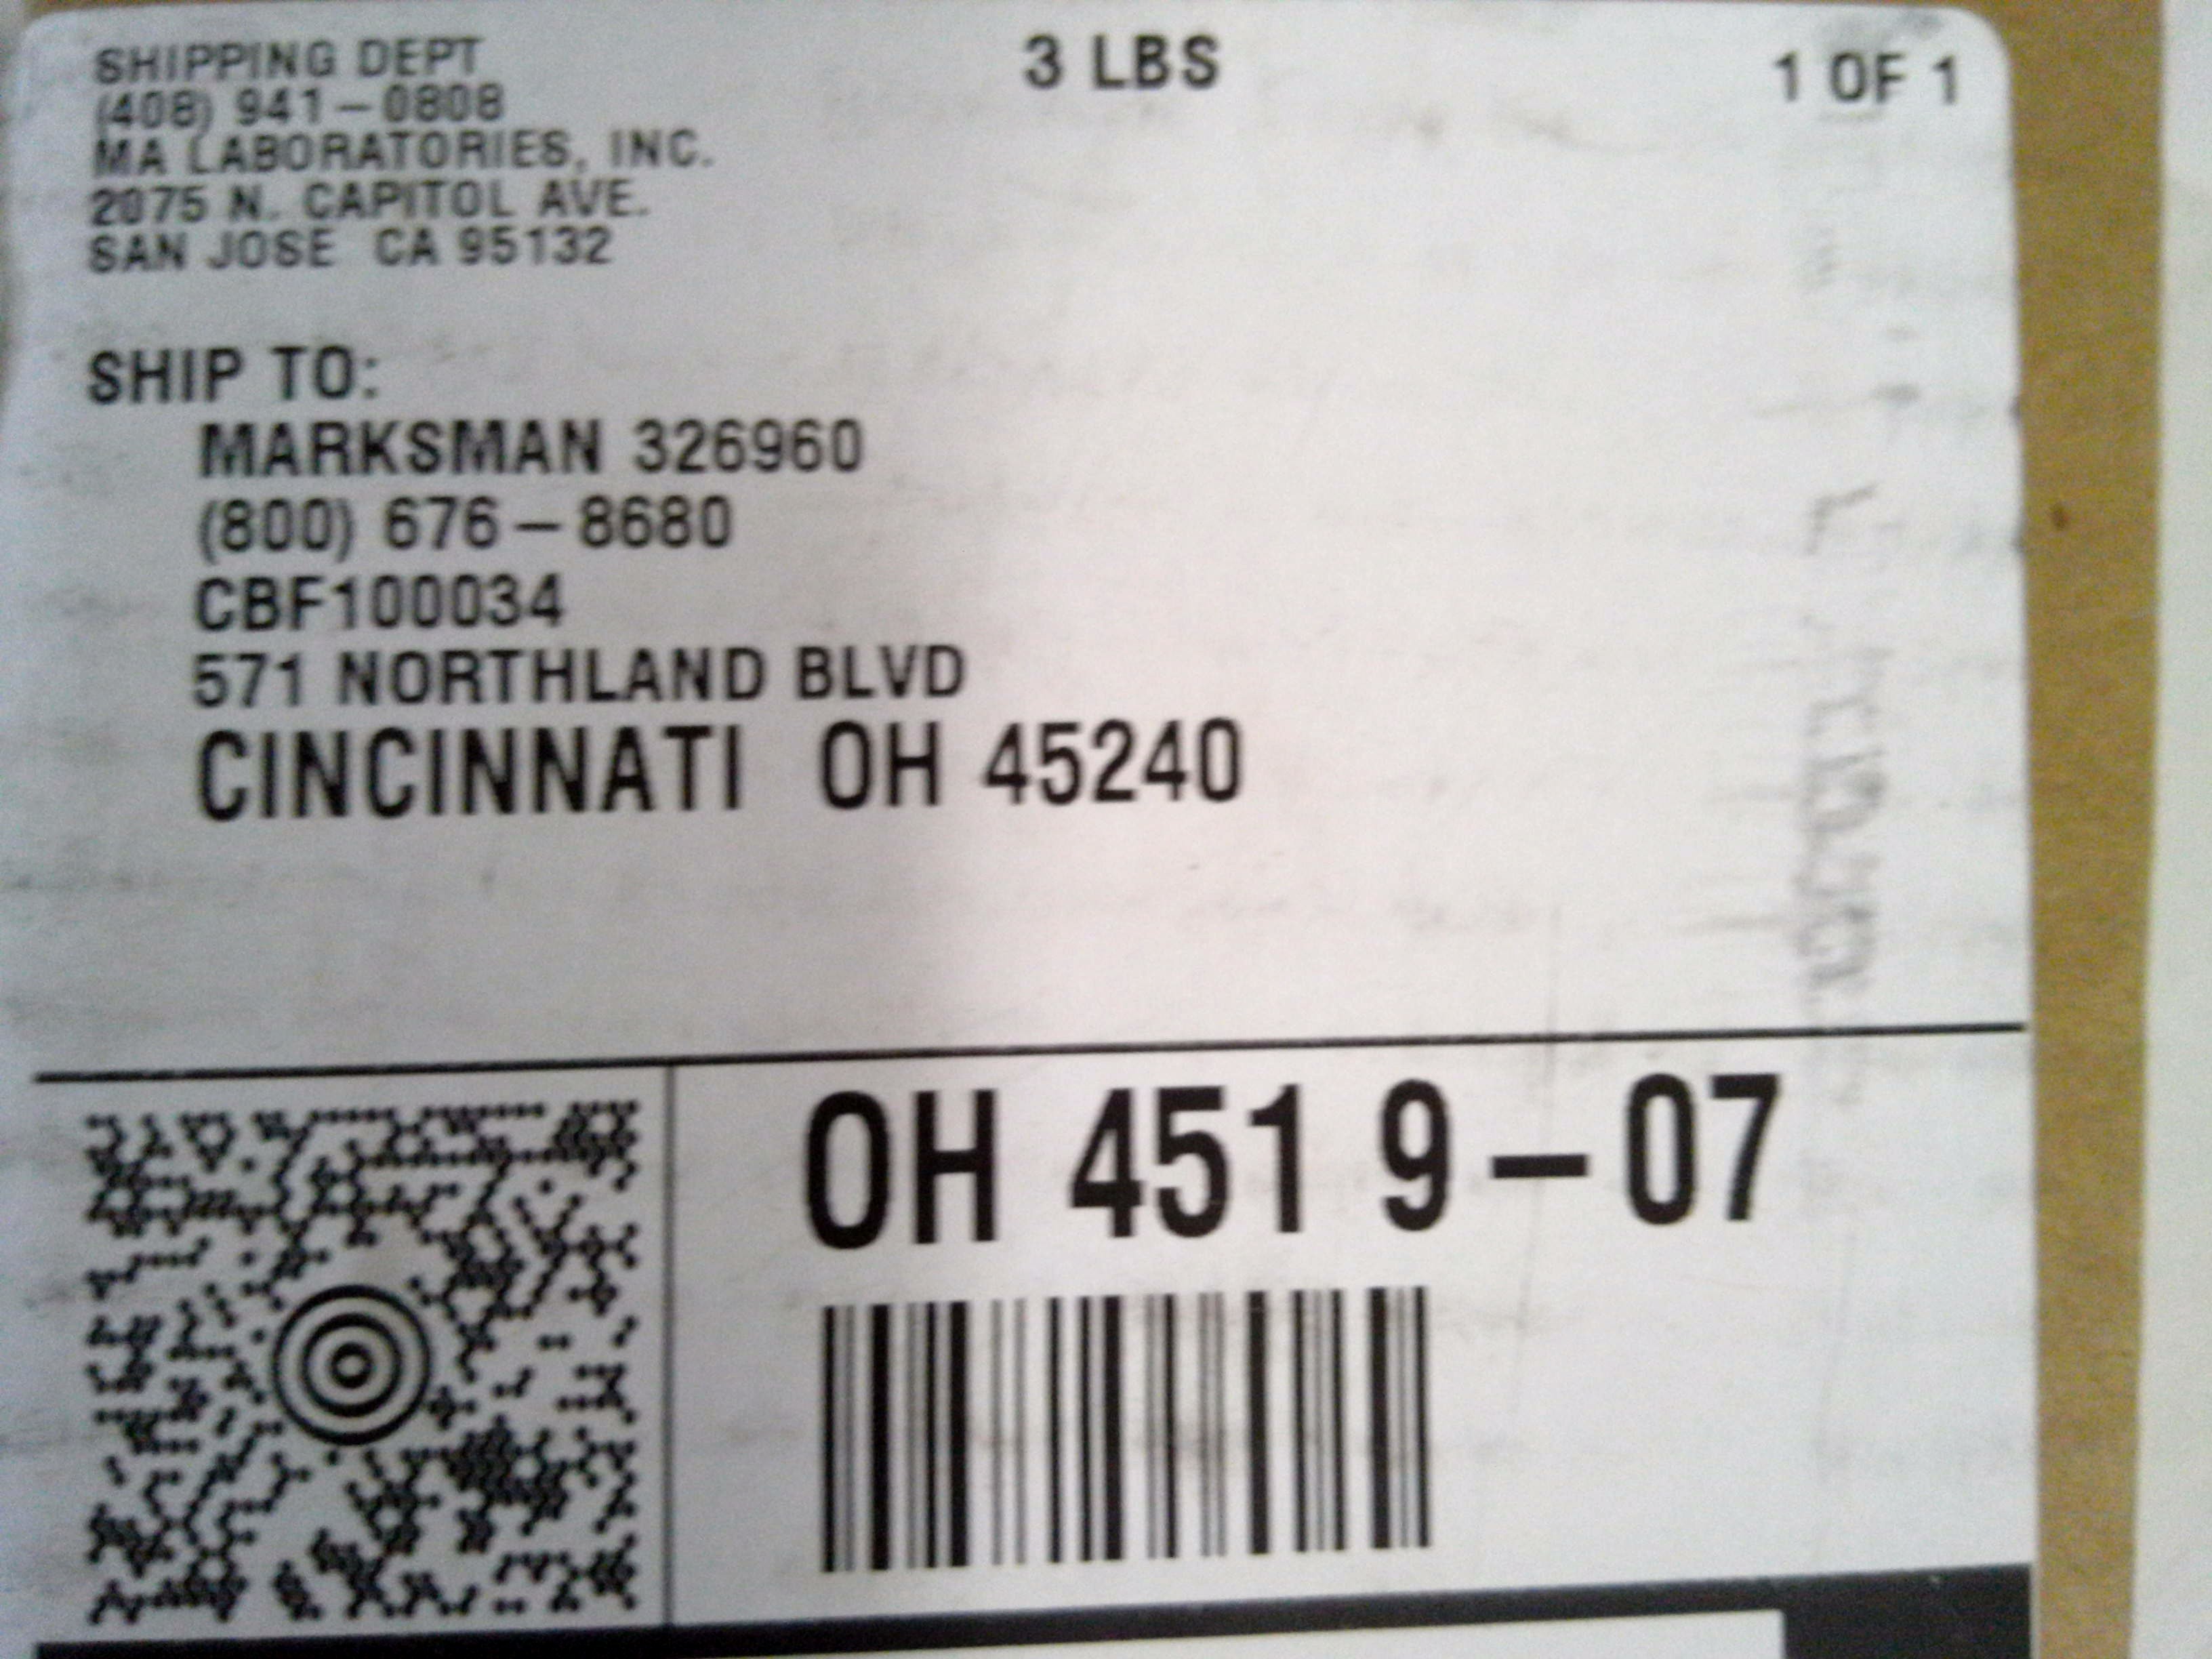 SHIPPING DEPT
(408) 941-0808
MA LABORATORIES, INC.
2075 N. CAPITOL AVE.
SAN JOSE CA 95132
3 LBS
1 OF 1
SHIP TO:
MARKSMAN 326960
(800) 676-8680
CBF100034
571 NORTHLAND BLVD
CINCINNATI OH 45240
OH 451 9-07